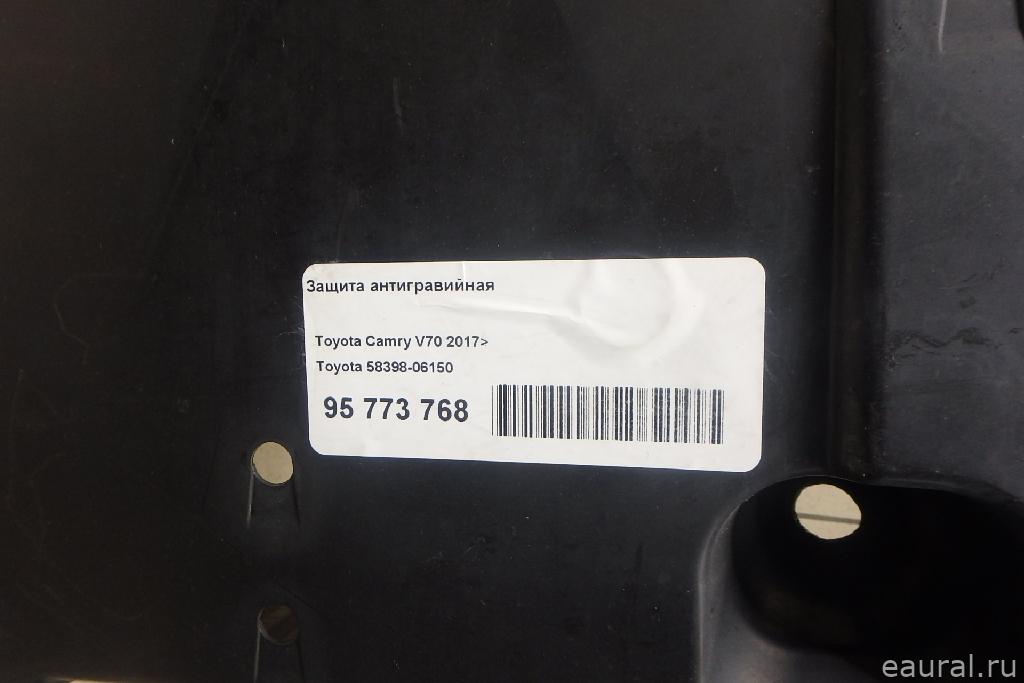 Защита антигравийная
Toyota Camry V70 2017>
Toyota 58398-06150
95 773 768
eaural.ru